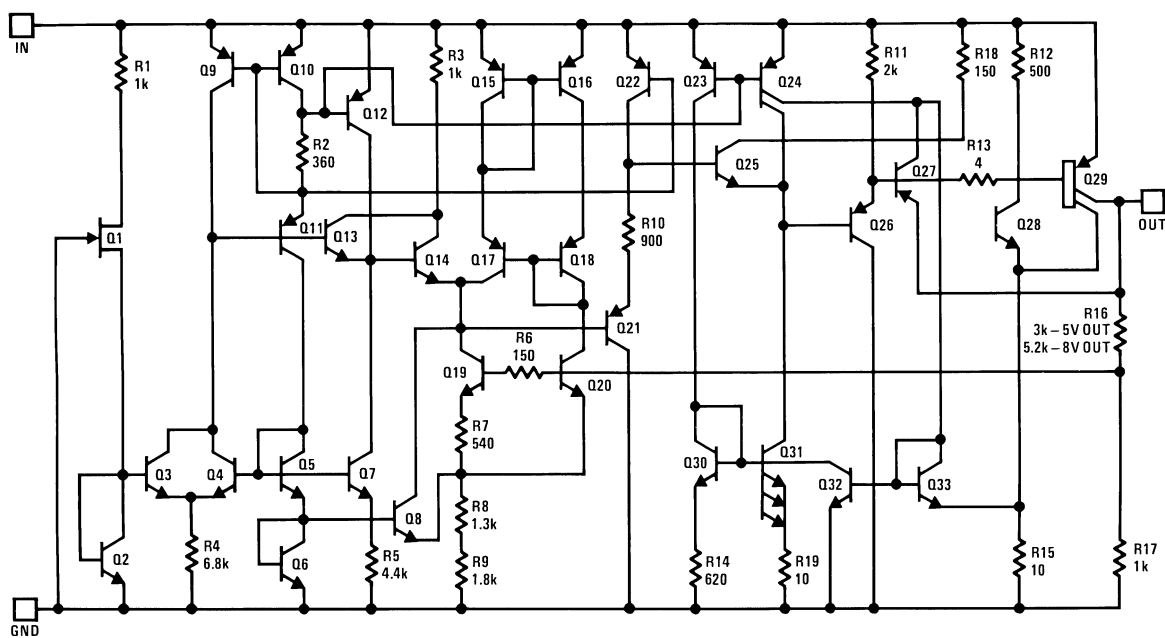 IN
R1
1k
Q9
Q10
R2
360
Q12
R3
1k
Q15
Q16
Q22
Q23
Q24
R11
2k
R18
150
R12
500
R13
4
Q25
Q27
Q29
OUT
Q1
Q11
Q13
Q14
Q17
Q18
R10
900
Q26
Q28
Q21
R16
3k – 5V OUT
5.2k – 8V OUT
R6
150
Q19
Q20
R7
540
Q3
Q4
Q5
Q7
Q8
R8
1.3k
Q30
Q31
Q32
Q33
Q2
R4
6.8k
Q6
R5
4.4k
R9
1.8k
R14
620
R19
10
R15
10
R17
1k
GND